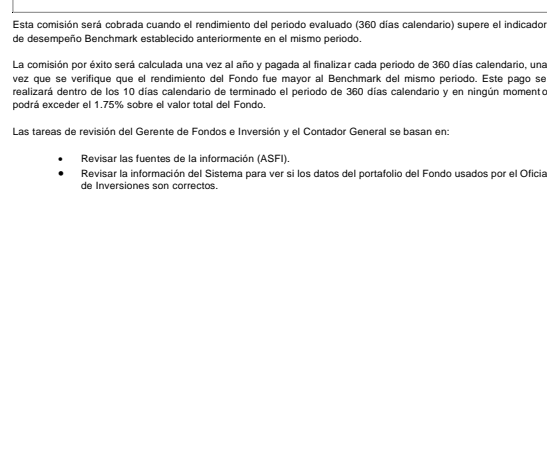 Esta comisión será cobrada cuando el rendimiento del periodo evaluado (360 días calendario) supere el indicador
de desempeño Benchmark establecido anteriormente en el mismo periodo.
La comisión por éxito será calculada una vez al año y pagada al finalizar cada periodo de 360 días calendario, una
vez que se verifique que el rendimiento del Fondo fue mayor al Benchmark del mismo periodo. Este pago se
realizará dentro de los 10 días calendario de terminado el periodo de 360 días calendario y en ningún momento
podrá exceder el 1.75% sobre el valor total del Fondo.
Las tareas de revisión del Gerente de Fondos e Inversión y el Contador General se basan en:
• Revisar las fuentes de la información (ASFI).
• Revisar la información del Sistema para ver si los datos del portafolio del Fondo usados por el Oficia
de Inversiones son correctos.